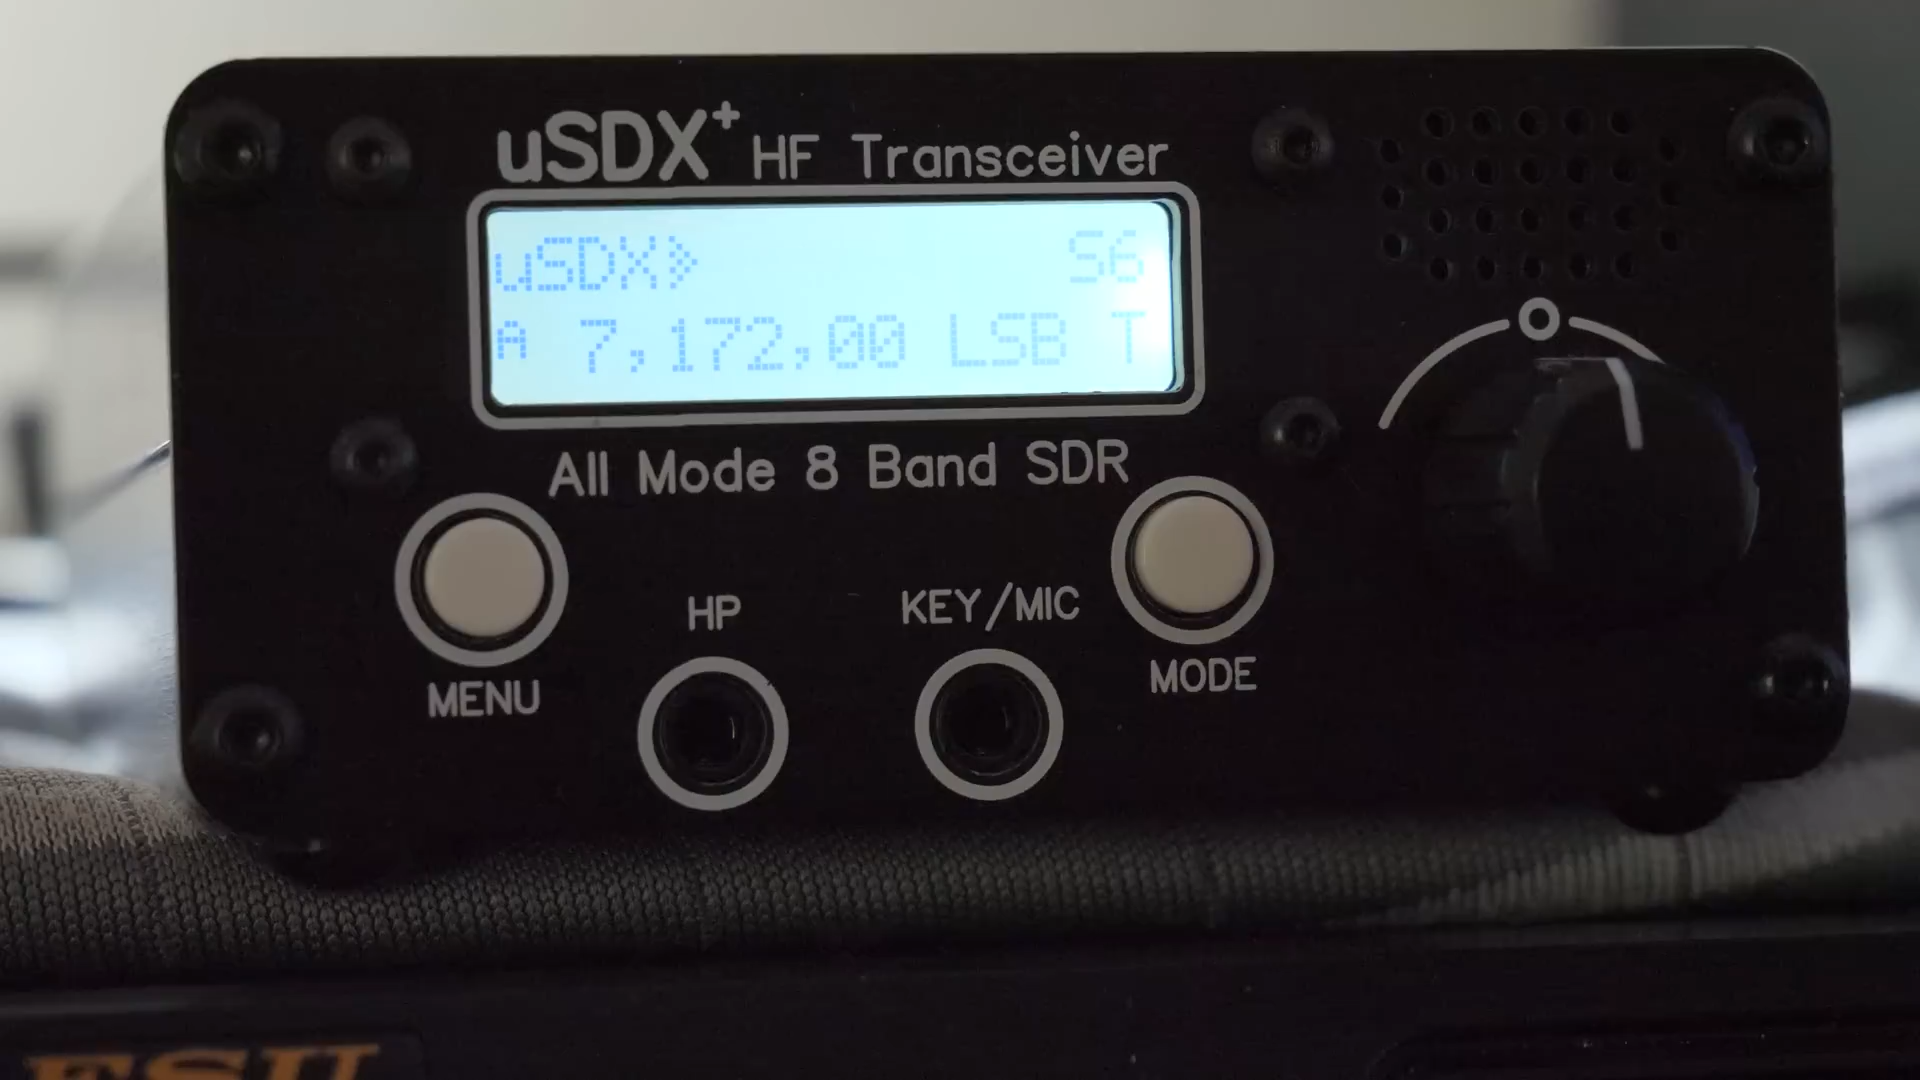 uSDX+ HF Transceiver
uSDX> S6
A 7,172,00 LSB T
All Mode 8 Band SDR
HP
KEY/MIC
MENU
MODE